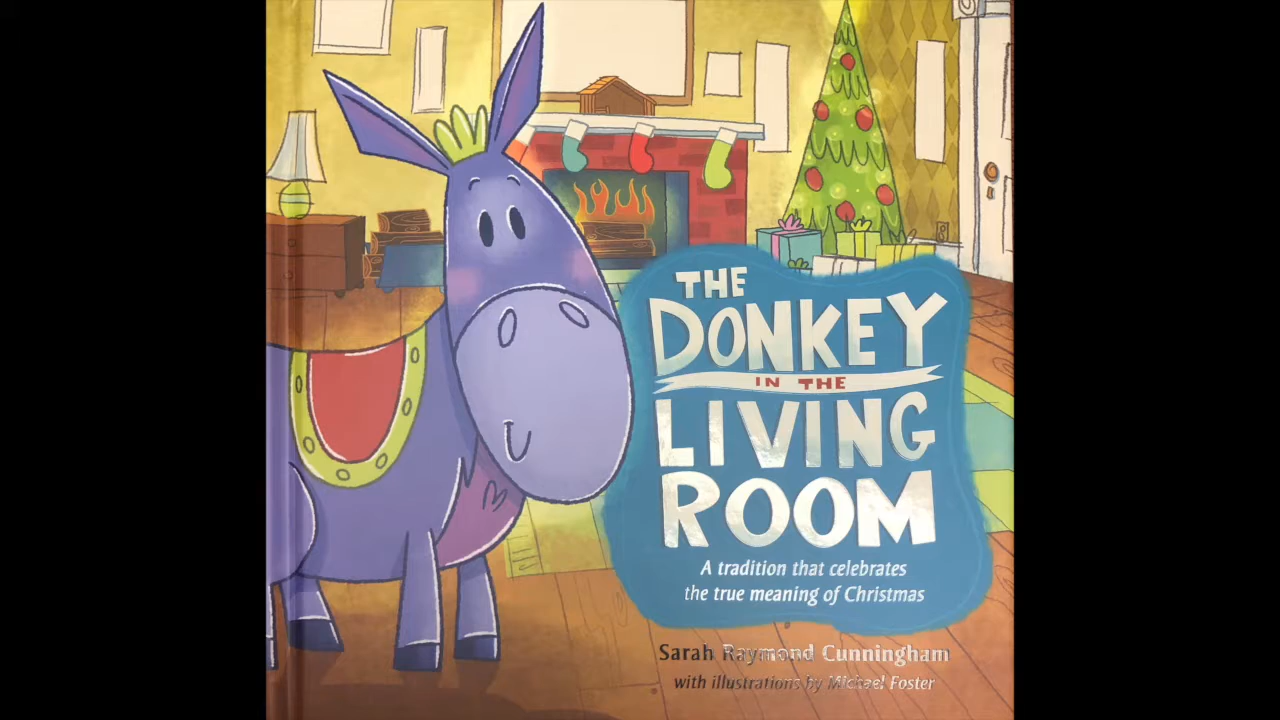 THE
DONKEY
IN THE
LIVING
ROOM
A tradition that celebrates
the true meaning of Christmas
Sarah Raymond Cunningham
with illustrations by Michael Foster